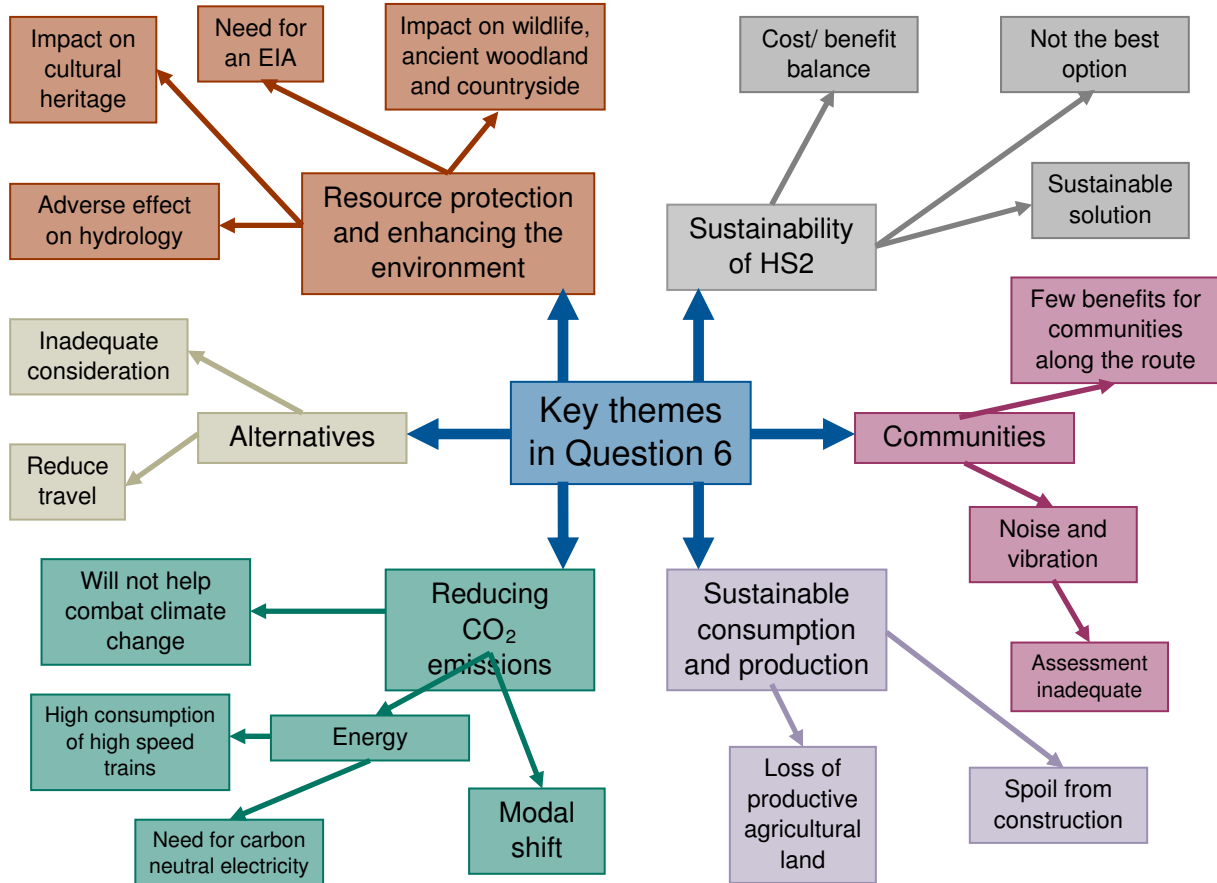 Impact on
cultural
heritage
Need for
an EIA
Impact on wildlife,
ancient woodland
and countryside
Adverse effect
on hydrology
Resource protection
and enhancing the
environment
Cost/ benefit
balance
Not the best
option
Sustainable
solution
Sustainability
of HS2
Inadequate
consideration
Alternatives
Reduce
travel
Key themes
in Question 6
Few benefits for
communities
along the route
Communities
Noise and
vibration
Assessment
inadequate
Will not help
combat climate
change
Reducing
CO₂
emissions
High consumption
of high speed
trains
Energy
Need for carbon
neutral electricity
Modal
shift
Sustainable
consumption
and production
Loss of
productive
agricultural
land
Spoil from
construction